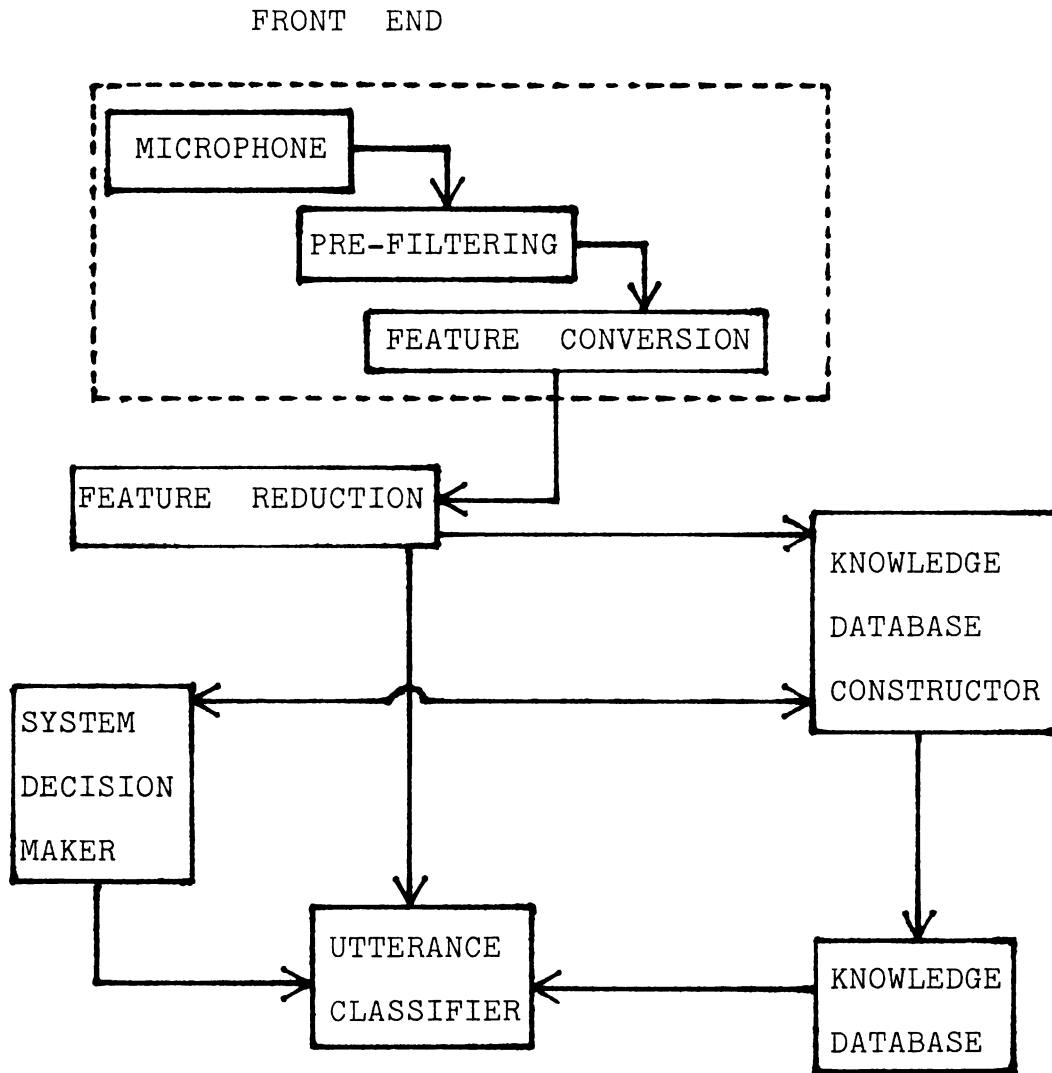 FRONT END
MICROPHONE
PRE-FILTERING
FEATURE CONVERSION
FEATURE REDUCTION
KNOWLEDGE
DATABASE
CONSTRUCTOR
SYSTEM
DECISION
MAKER
UTTERANCE
CLASSIFIER
KNOWLEDGE
DATABASE